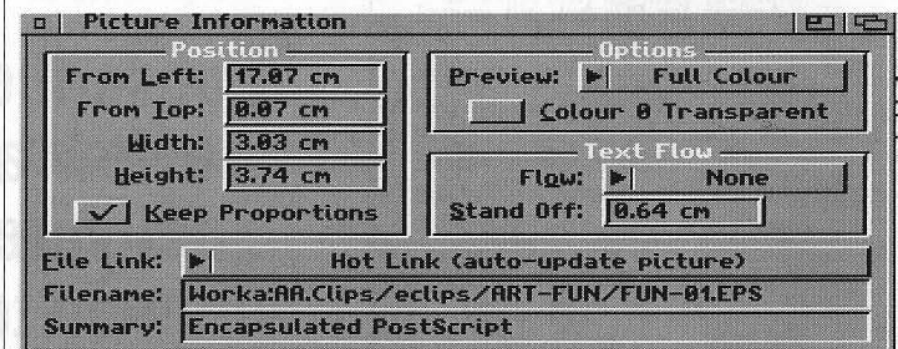 Picture Information
Position
From Left: 17.07 cm
From Top: 0.07 cm
Width: 3.03 cm
Height: 3.74 cm
Keep Proportions
Options
Preview: Full Colour
Colour 0 Transparent
Text Flow
Flow: None
Stand Off: 0.64 cm
File Link: Hot Link (auto-update picture)
Filename: Worka:AA.Clips/eclips/ART-FUN/FUN-01.EPS
Summary: Encapsulated PostScript